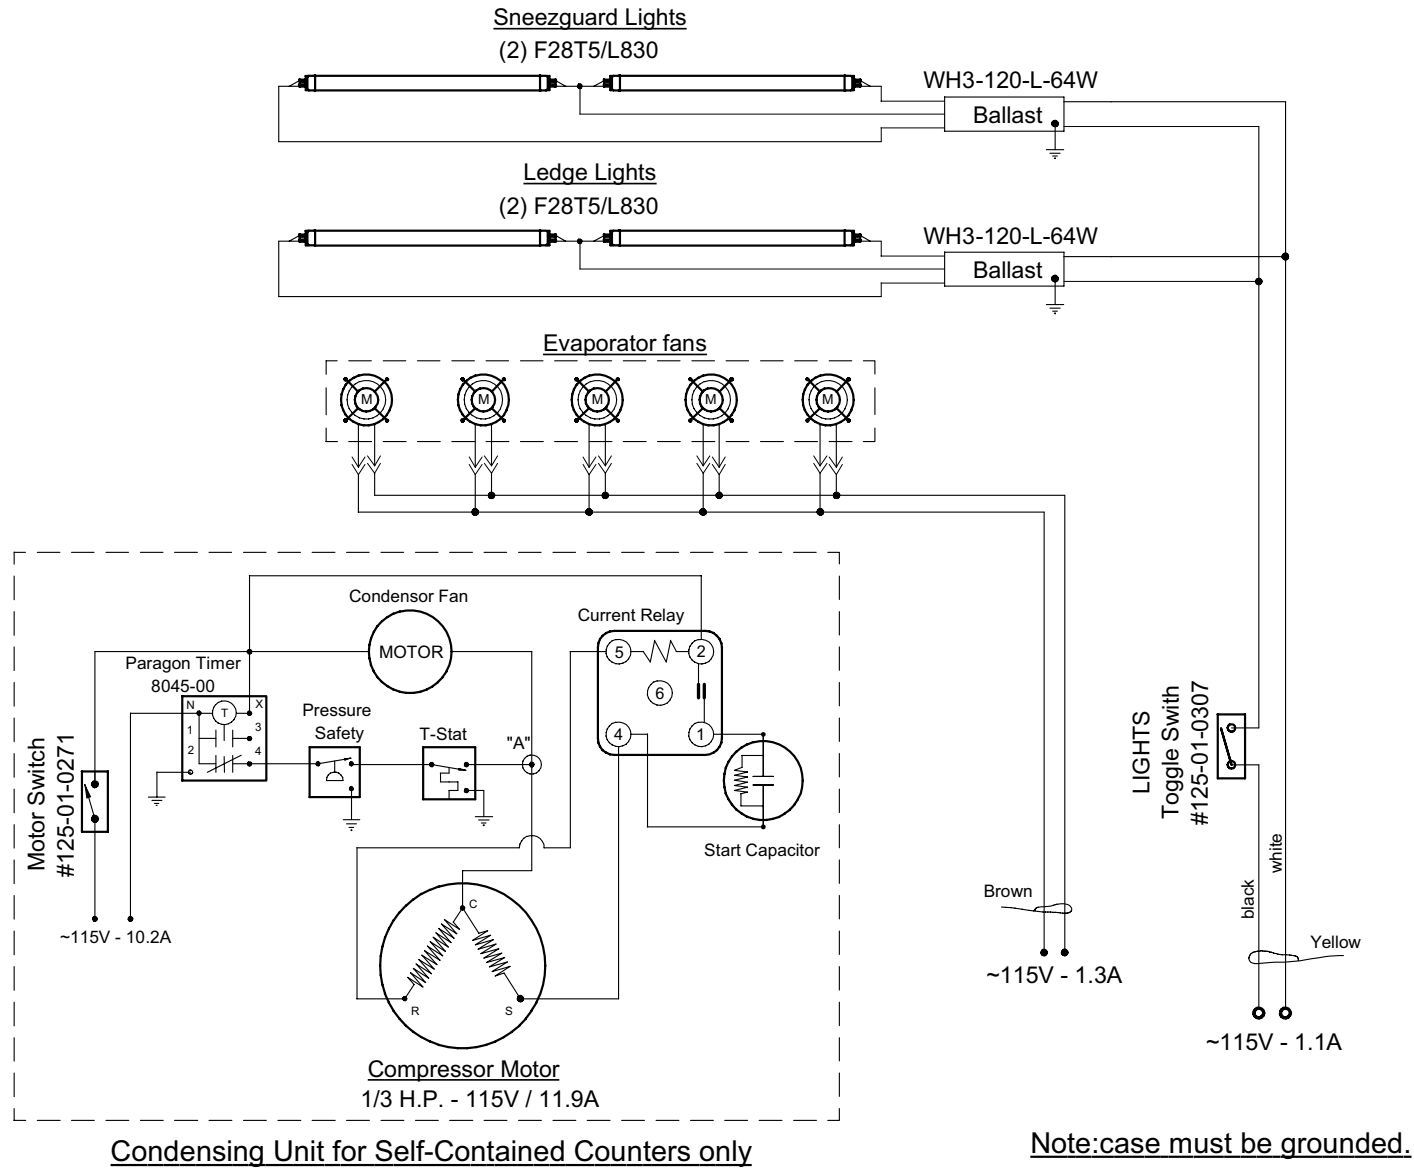 Sneezguard Lights
(2) F28T5/L830
WH3-120-L-64W
Ballast
Ledge Lights
(2) F28T5/L830
WH3-120-L-64W
Ballast
Evaporator fans
M M M M M
Condensor Fan
MOTOR
Current Relay
5 2
6
4 1
Paragon Timer
8045-00
N T X
1 3
2 4
Pressure
Safety
T-Stat
"A"
Motor Switch
#125-01-0271
~115V - 10.2A
Start Capacitor
C
R S
Compressor Motor
1/3 H.P. - 115V / 11.9A
Condensing Unit for Self-Contained Counters only
Brown
~115V - 1.3A
LIGHTS
Toggle Swith
#125-01-0307
black
white
Yellow
~115V - 1.1A
Note:case must be grounded.